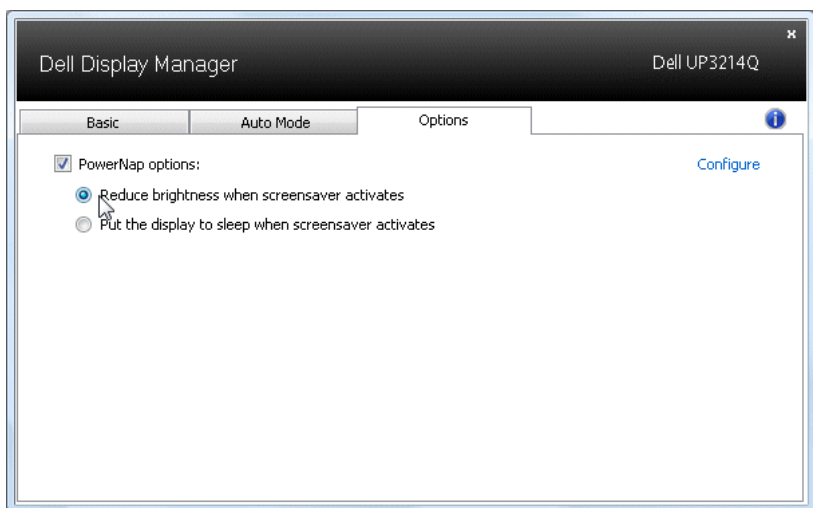 Dell Display Manager
Dell UP3214Q
Basic
Auto Mode
Options
PowerNap options:
Configure
Reduce brightness when screensaver activates
Put the display to sleep when screensaver activates